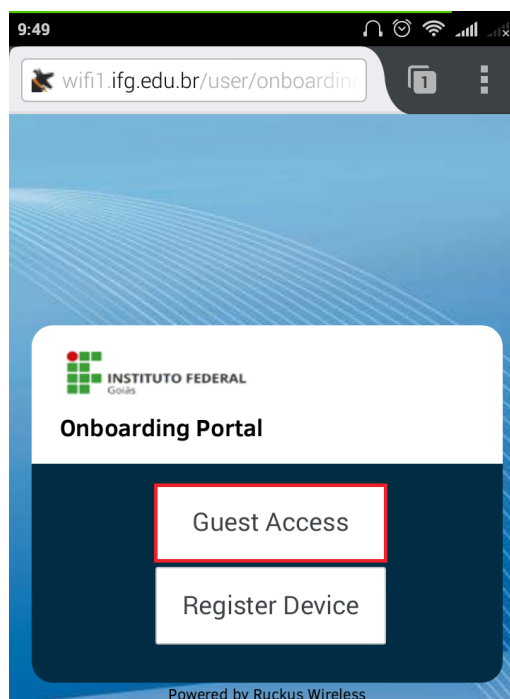 9:49
wifi1.ifg.edu.br/user/onboarding
1
INSTITUTO FEDERAL
Goiás
Onboarding Portal
Guest Access
Register Device
Powered by Ruckus Wireless